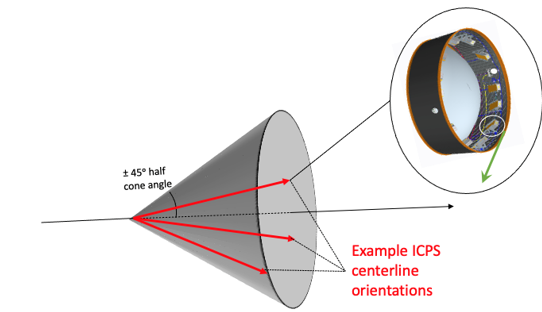 ± 45° half
cone angle
Example ICPS
centerline
orientations